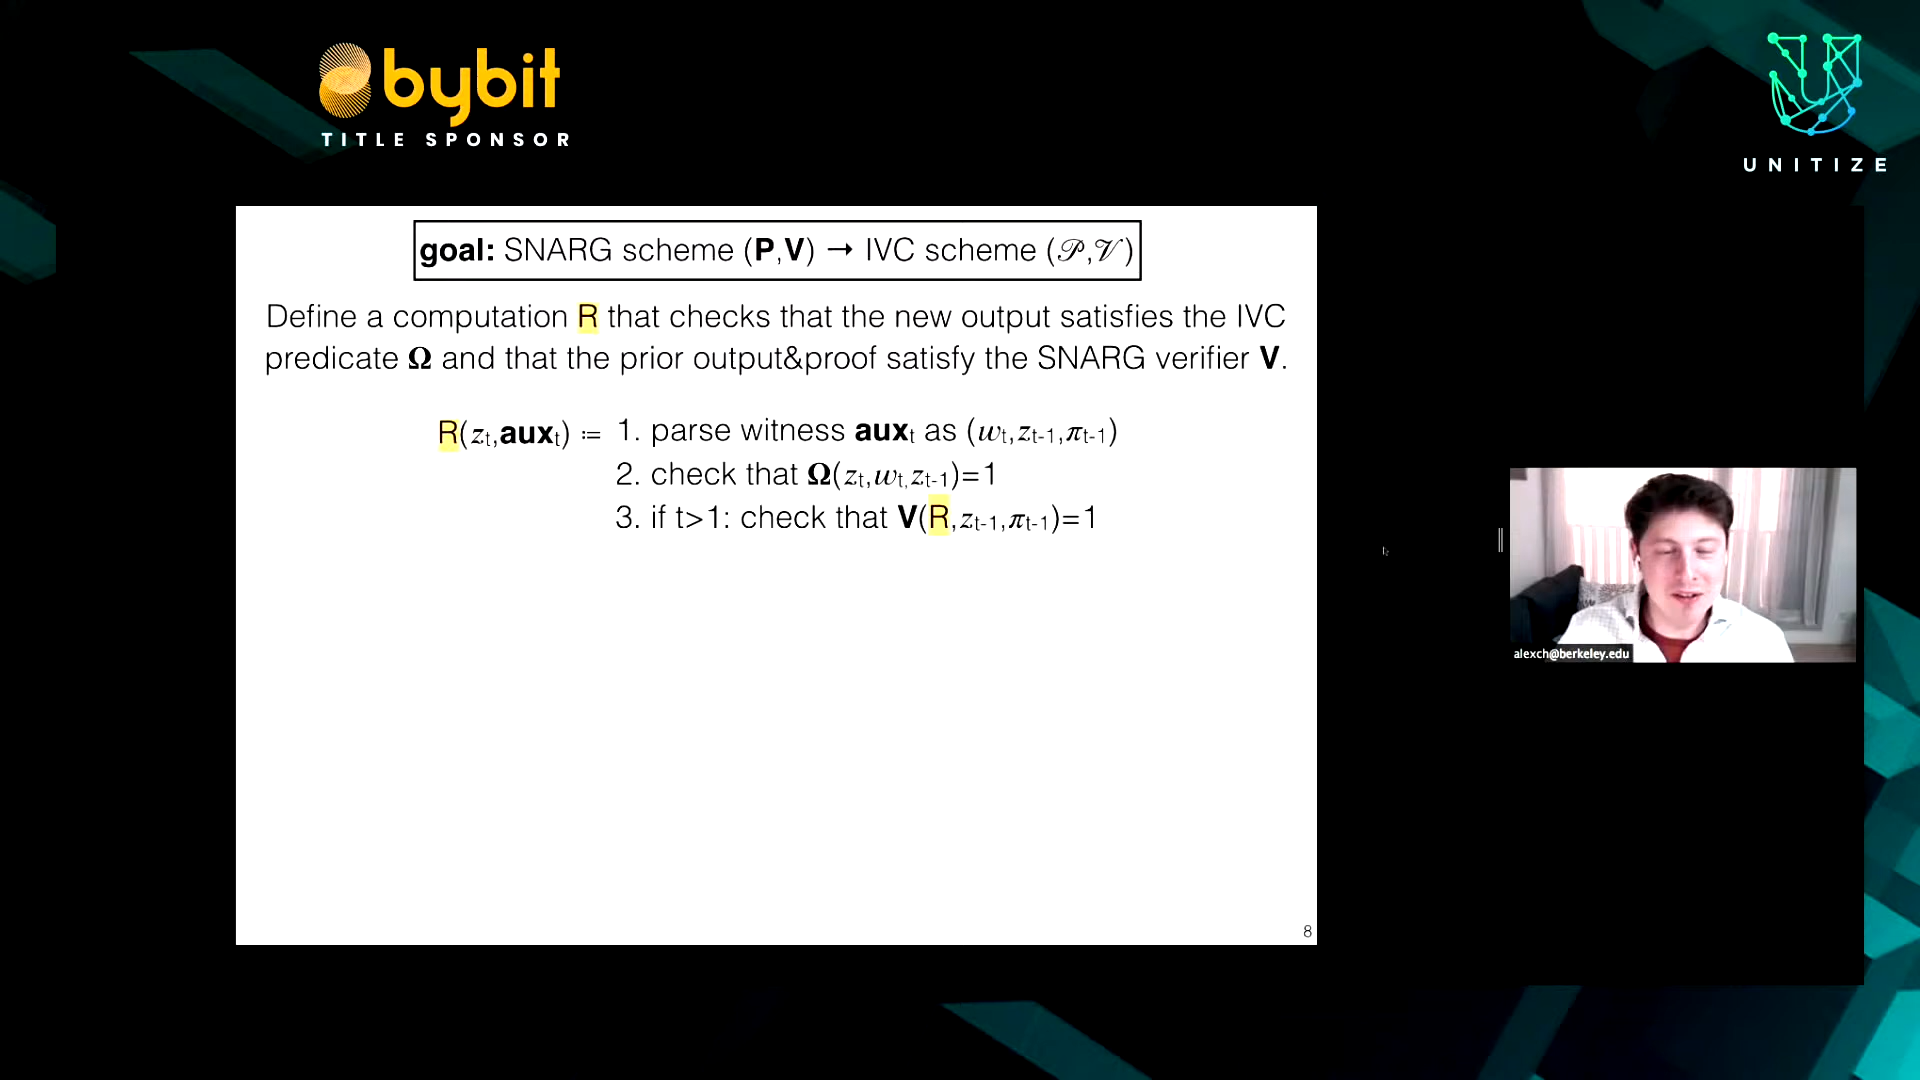 bybit
TITLE SPONSOR
UNITIZE
goal: SNARG scheme (P,V) → IVC scheme (𝒫,𝒱)
Define a computation R that checks that the new output satisfies the IVC
predicate Ω and that the prior output&proof satisfy the SNARG verifier V.
R(zt,auxt) ≔ 1. parse witness auxt as (wt,zt-1,πt-1)
2. check that Ω(zt,wt,zt-1)=1
3. if t>1: check that V(R,zt-1,πt-1)=1
alexch@berkeley.edu
8